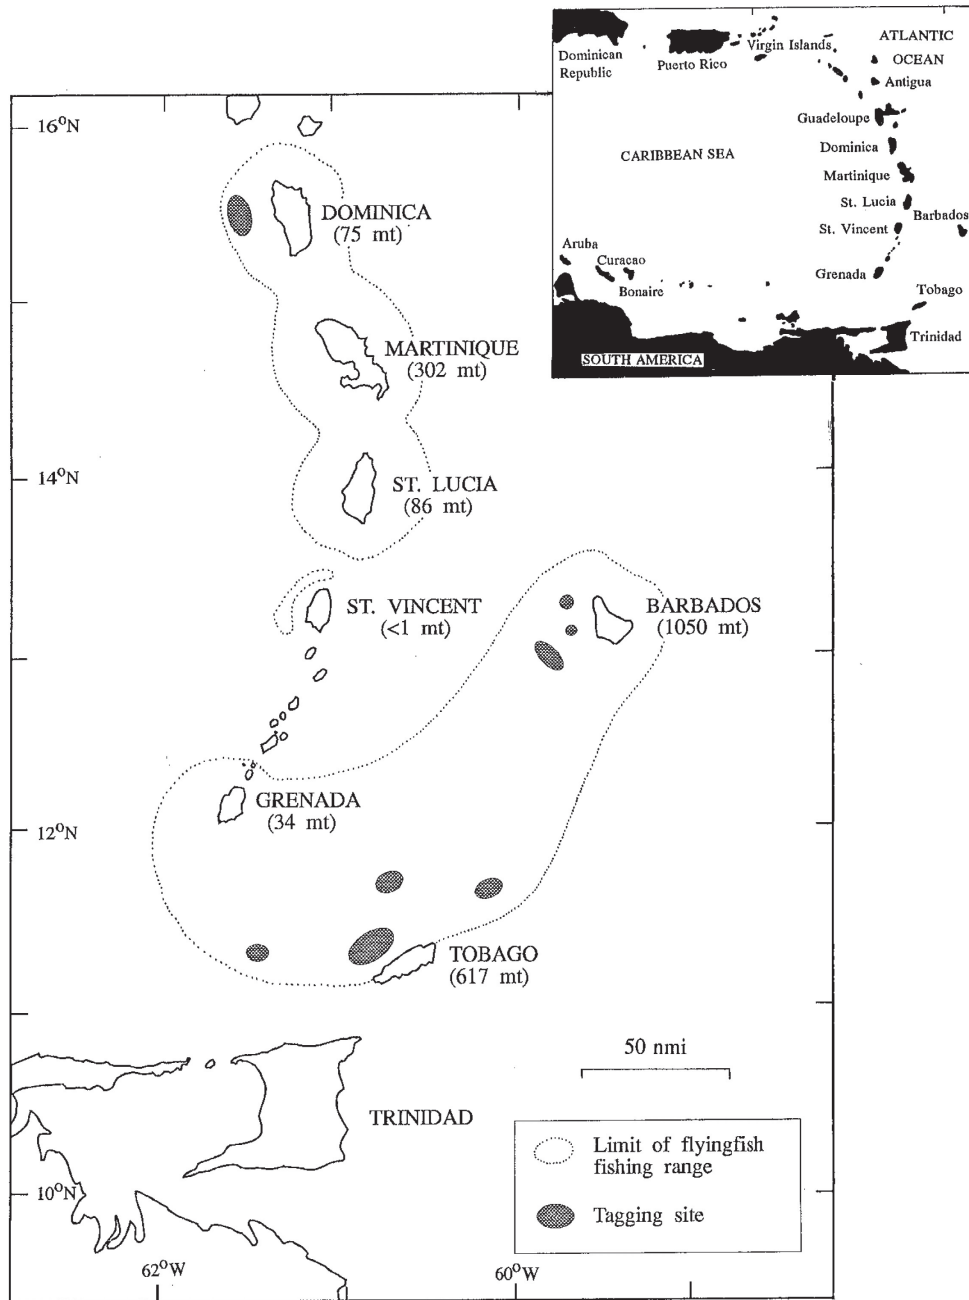 ATLANTIC
OCEAN
Dominican
Republic
Puerto Rico
Virgin Islands
Antigua
Guadeloupe
CARIBBEAN SEA
Dominica
Martinique
St. Lucia
Barbados
St. Vincent
Aruba
Curacao
Bonaire
Grenada
Tobago
Trinidad
SOUTH AMERICA
16°N
DOMINICA
(75 mt)
MARTINIQUE
(302 mt)
14°N
ST. LUCIA
(86 mt)
ST. VINCENT
(<1 mt)
BARBADOS
(1050 mt)
GRENADA
(34 mt)
12°N
TOBAGO
(617 mt)
50 nmi
TRINIDAD
Limit of flyingfish
fishing range
Tagging site
10°N
62°W
60°W